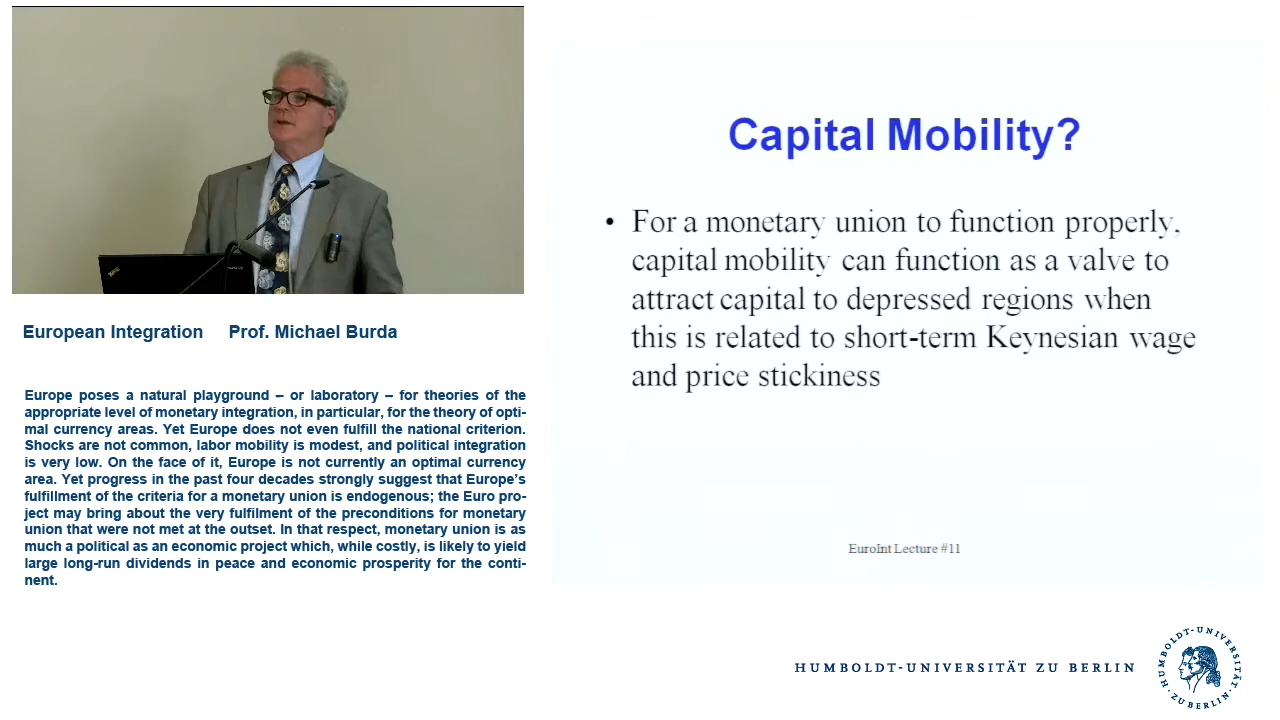 Capital Mobility?
• For a monetary union to function properly,
capital mobility can function as a valve to
attract capital to depressed regions when
this is related to short-term Keynesian wage
and price stickiness
EuroInt Lecture #11
European Integration Prof. Michael Burda
Europe poses a natural playground – or laboratory – for theories of the
appropriate level of monetary integration, in particular, for the theory of opti-
mal currency areas. Yet Europe does not even fulfill the national criterion.
Shocks are not common, labor mobility is modest, and political integration
is very low. On the face of it, Europe is not currently an optimal currency
area. Yet progress in the past four decades strongly suggest that Europe's
fulfillment of the criteria for a monetary union is endogenous; the Euro pro-
ject may bring about the very fulfilment of the preconditions for monetary
union that were not met at the outset. In that respect, monetary union is as
much a political as an economic project which, while costly, is likely to yield
large long-run dividends in peace and economic prosperity for the conti-
nent.
HUMBOLDT-UNIVERSITÄT ZU BERLIN
HUMBOLDT-UNIVERSITÄT
ZU BERLIN